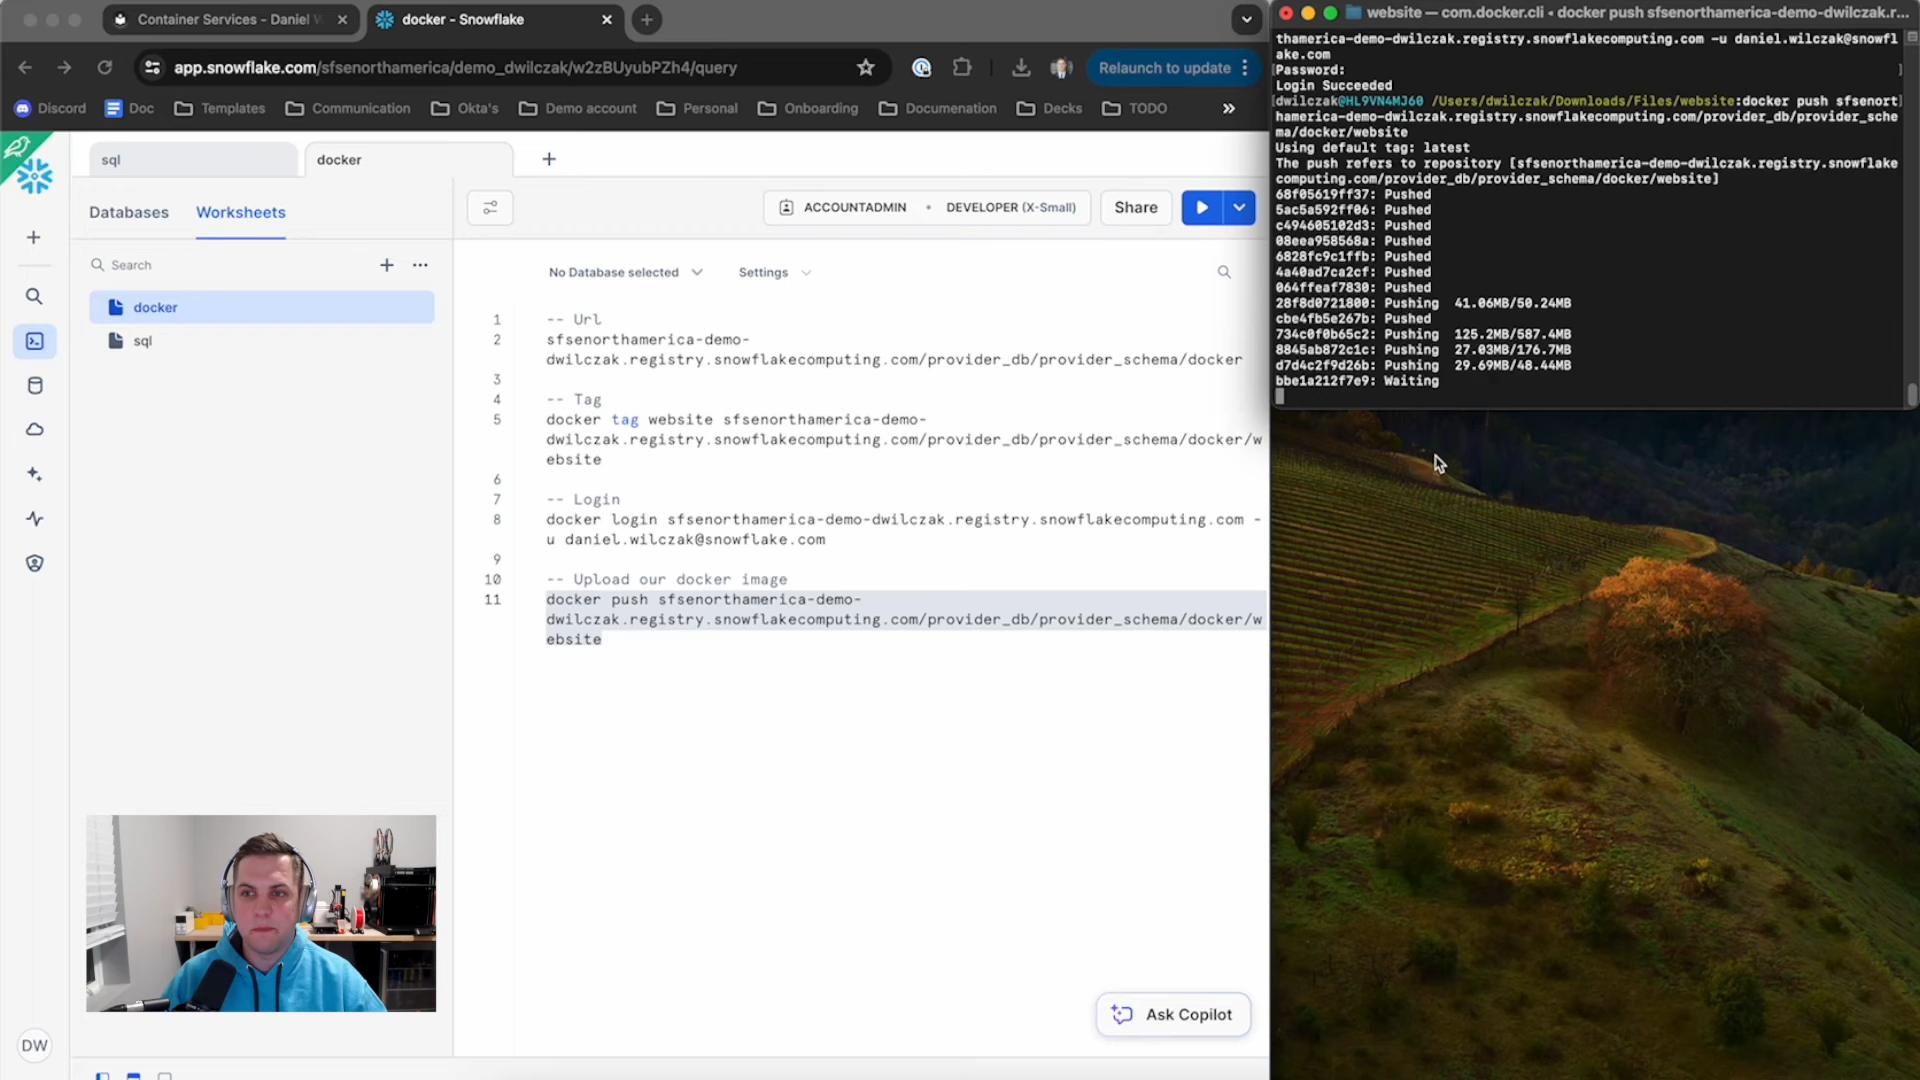 Container Services - Daniel W
docker - Snowflake
app.snowflake.com/sfsenorthamerica/demo_dwilczak/w2zBUyubPZh4/query
Relaunch to update
Discord
Doc
Templates
Communication
Okta's
Demo account
Personal
Onboarding
Documenation
Decks
TODO
sql
docker
Databases
Worksheets
Search
docker
sql
ACCOUNTADMIN
DEVELOPER (X-Small)
Share
No Database selected
Settings
1 -- Url
2 sfsenorthamerica-demo-
dwilczak.registry.snowflakecomputing.com/provider_db/provider_schema/docker
3
4 -- Tag
5 docker tag website sfsenorthamerica-demo-
dwilczak.registry.snowflakecomputing.com/provider_db/provider_schema/docker/w
ebsite
6
7 -- Login
8 docker login sfsenorthamerica-demo-dwilczak.registry.snowflakecomputing.com -
u daniel.wilczak@snowflake.com
9
10 -- Upload our docker image
11 docker push sfsenorthamerica-demo-
dwilczak.registry.snowflakecomputing.com/provider_db/provider_schema/docker/w
ebsite
Ask Copilot
DW
website — com.docker.cli • docker push sfsenorthamerica-demo-dwilczak.r...
thamerica-demo-dwilczak.registry.snowflakecomputing.com -u daniel.wilczak@snowfl
ake.com
[Password: ]
Login Succeeded
[dwilczak@HL9VN4MJ60 /Users/dwilczak/Downloads/Files/website:docker push sfsenort]
hamerica-demo-dwilczak.registry.snowflakecomputing.com/provider_db/provider_sche
ma/docker/website
Using default tag: latest
The push refers to repository [sfsenorthamerica-demo-dwilczak.registry.snowflake
computing.com/provider_db/provider_schema/docker/website]
68f05619ff37: Pushed
5ac5a592ff06: Pushed
c494605102d3: Pushed
08eea958568a: Pushed
6828fc9c1ffb: Pushed
4a40ad7ca2cf: Pushed
064ffeaf7830: Pushed
28f8d0721800: Pushing 41.06MB/50.24MB
cbe4fb5e267b: Pushed
734c0f0b65c2: Pushing 125.2MB/587.4MB
8845ab872c1c: Pushing 27.03MB/176.7MB
d7d4c2f9d26b: Pushing 29.69MB/48.44MB
bbe1a212f7e9: Waiting